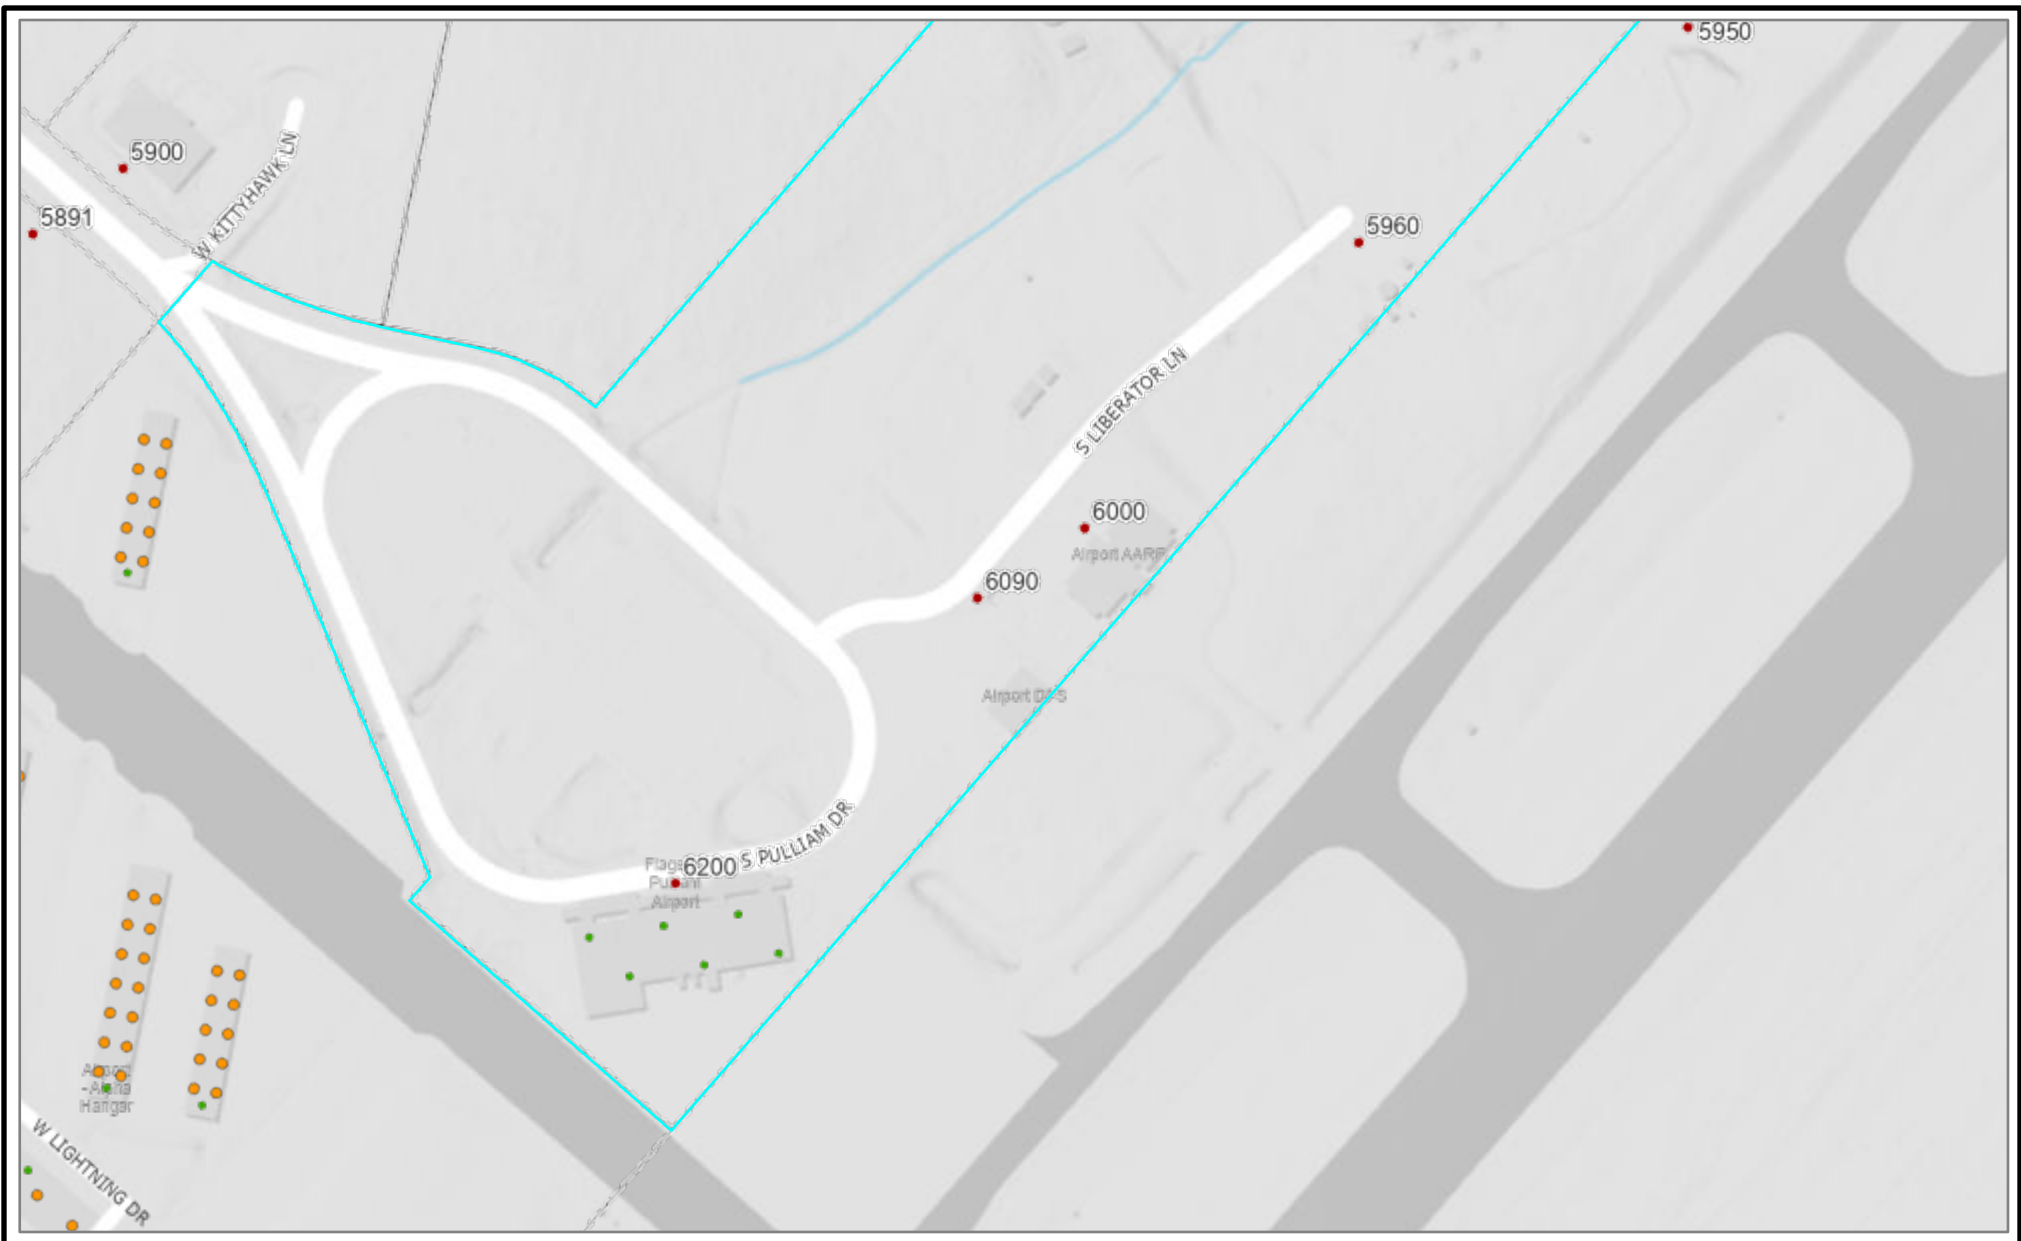 5950
5900
W KITTYHAWK LN
5891
5960
S LIBERATOR LN
6000
Airport AARF
6090
Airport
S PULLIAM DR
6200
Airport
Hangar
W LIGHTNING DR